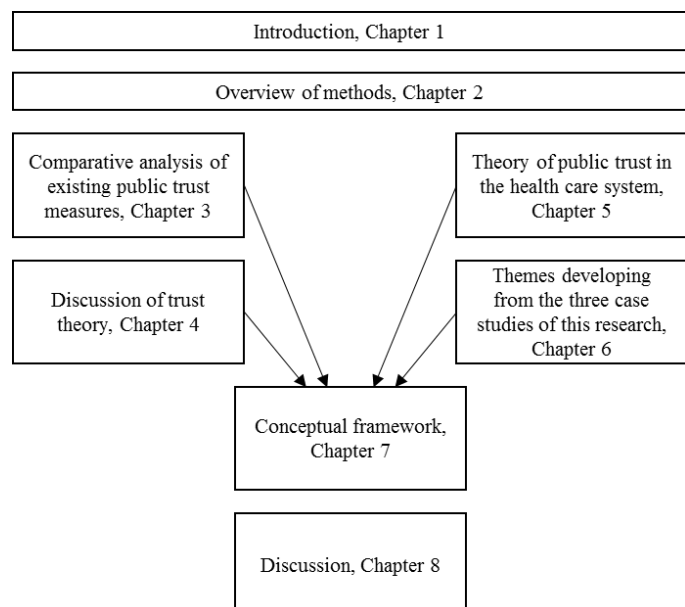 Introduction, Chapter 1
Overview of methods, Chapter 2
Comparative analysis of
existing public trust
measures, Chapter 3
Theory of public trust in
the health care system,
Chapter 5
Discussion of trust
theory, Chapter 4
Themes developing
from the three case
studies of this research,
Chapter 6
Conceptual framework,
Chapter 7
Discussion, Chapter 8